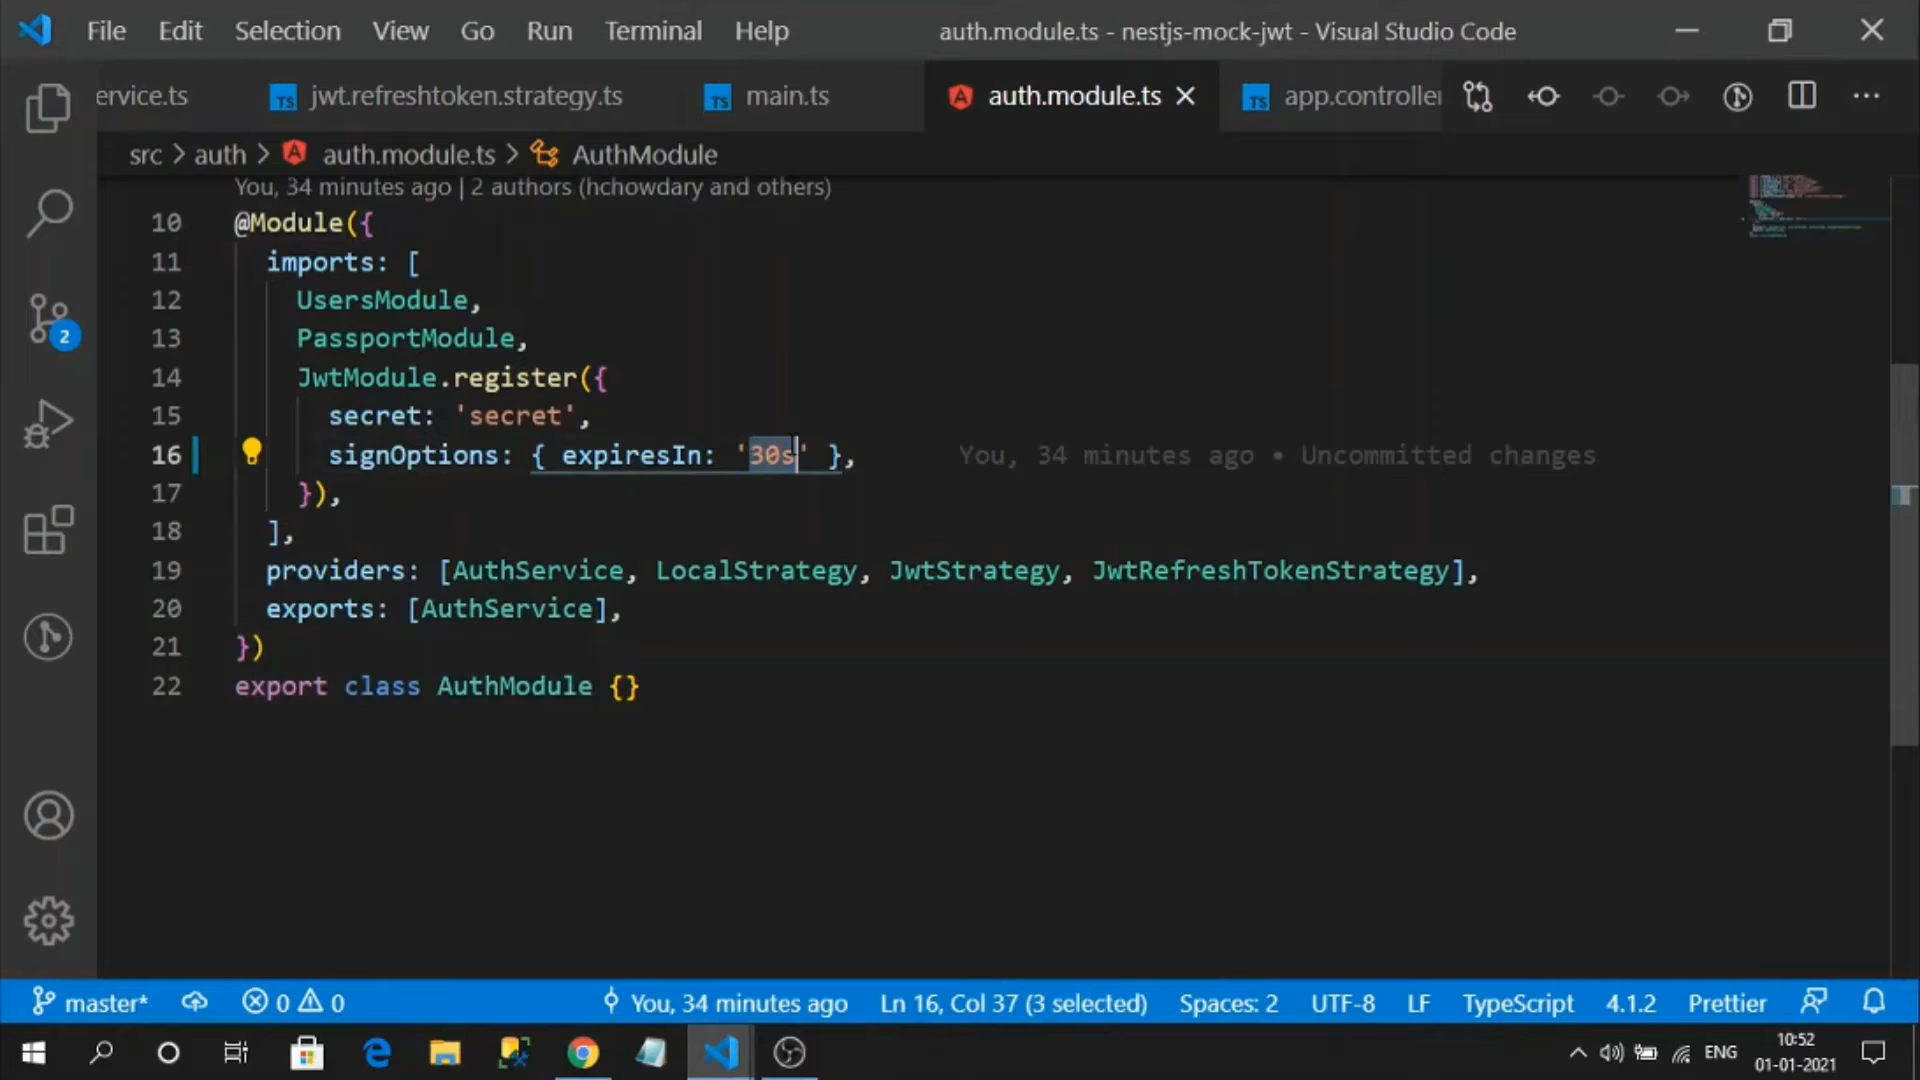 File Edit Selection View Go Run Terminal Help auth.module.ts - nestjs-mock-jwt - Visual Studio Code
ervice.ts TS jwt.refreshtoken.strategy.ts TS main.ts auth.module.ts TS app.controller
src > auth > auth.module.ts > AuthModule
You, 34 minutes ago | 2 authors (hchowdary and others)
10 @Module({
11 imports: [
12 UsersModule,
13 PassportModule,
14 JwtModule.register({
15 secret: 'secret',
16 signOptions: { expiresIn: '30s' }, You, 34 minutes ago • Uncommitted changes
17 }),
18 ],
19 providers: [AuthService, LocalStrategy, JwtStrategy, JwtRefreshTokenStrategy],
20 exports: [AuthService],
21 })
22 export class AuthModule {}
2
master* 0 0 You, 34 minutes ago Ln 16, Col 37 (3 selected) Spaces: 2 UTF-8 LF TypeScript 4.1.2 Prettier
ENG 10:52
01-01-2021